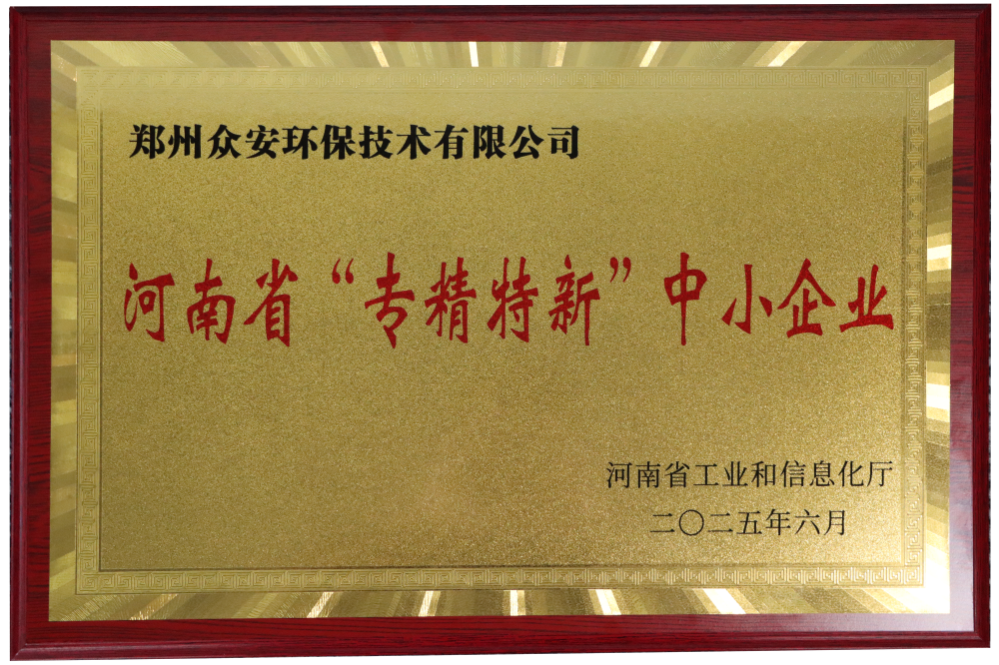 郑州众安环保技术有限公司
河南省“专精特新”中小企业
河南省工业和信息化厅
二〇二五年六月